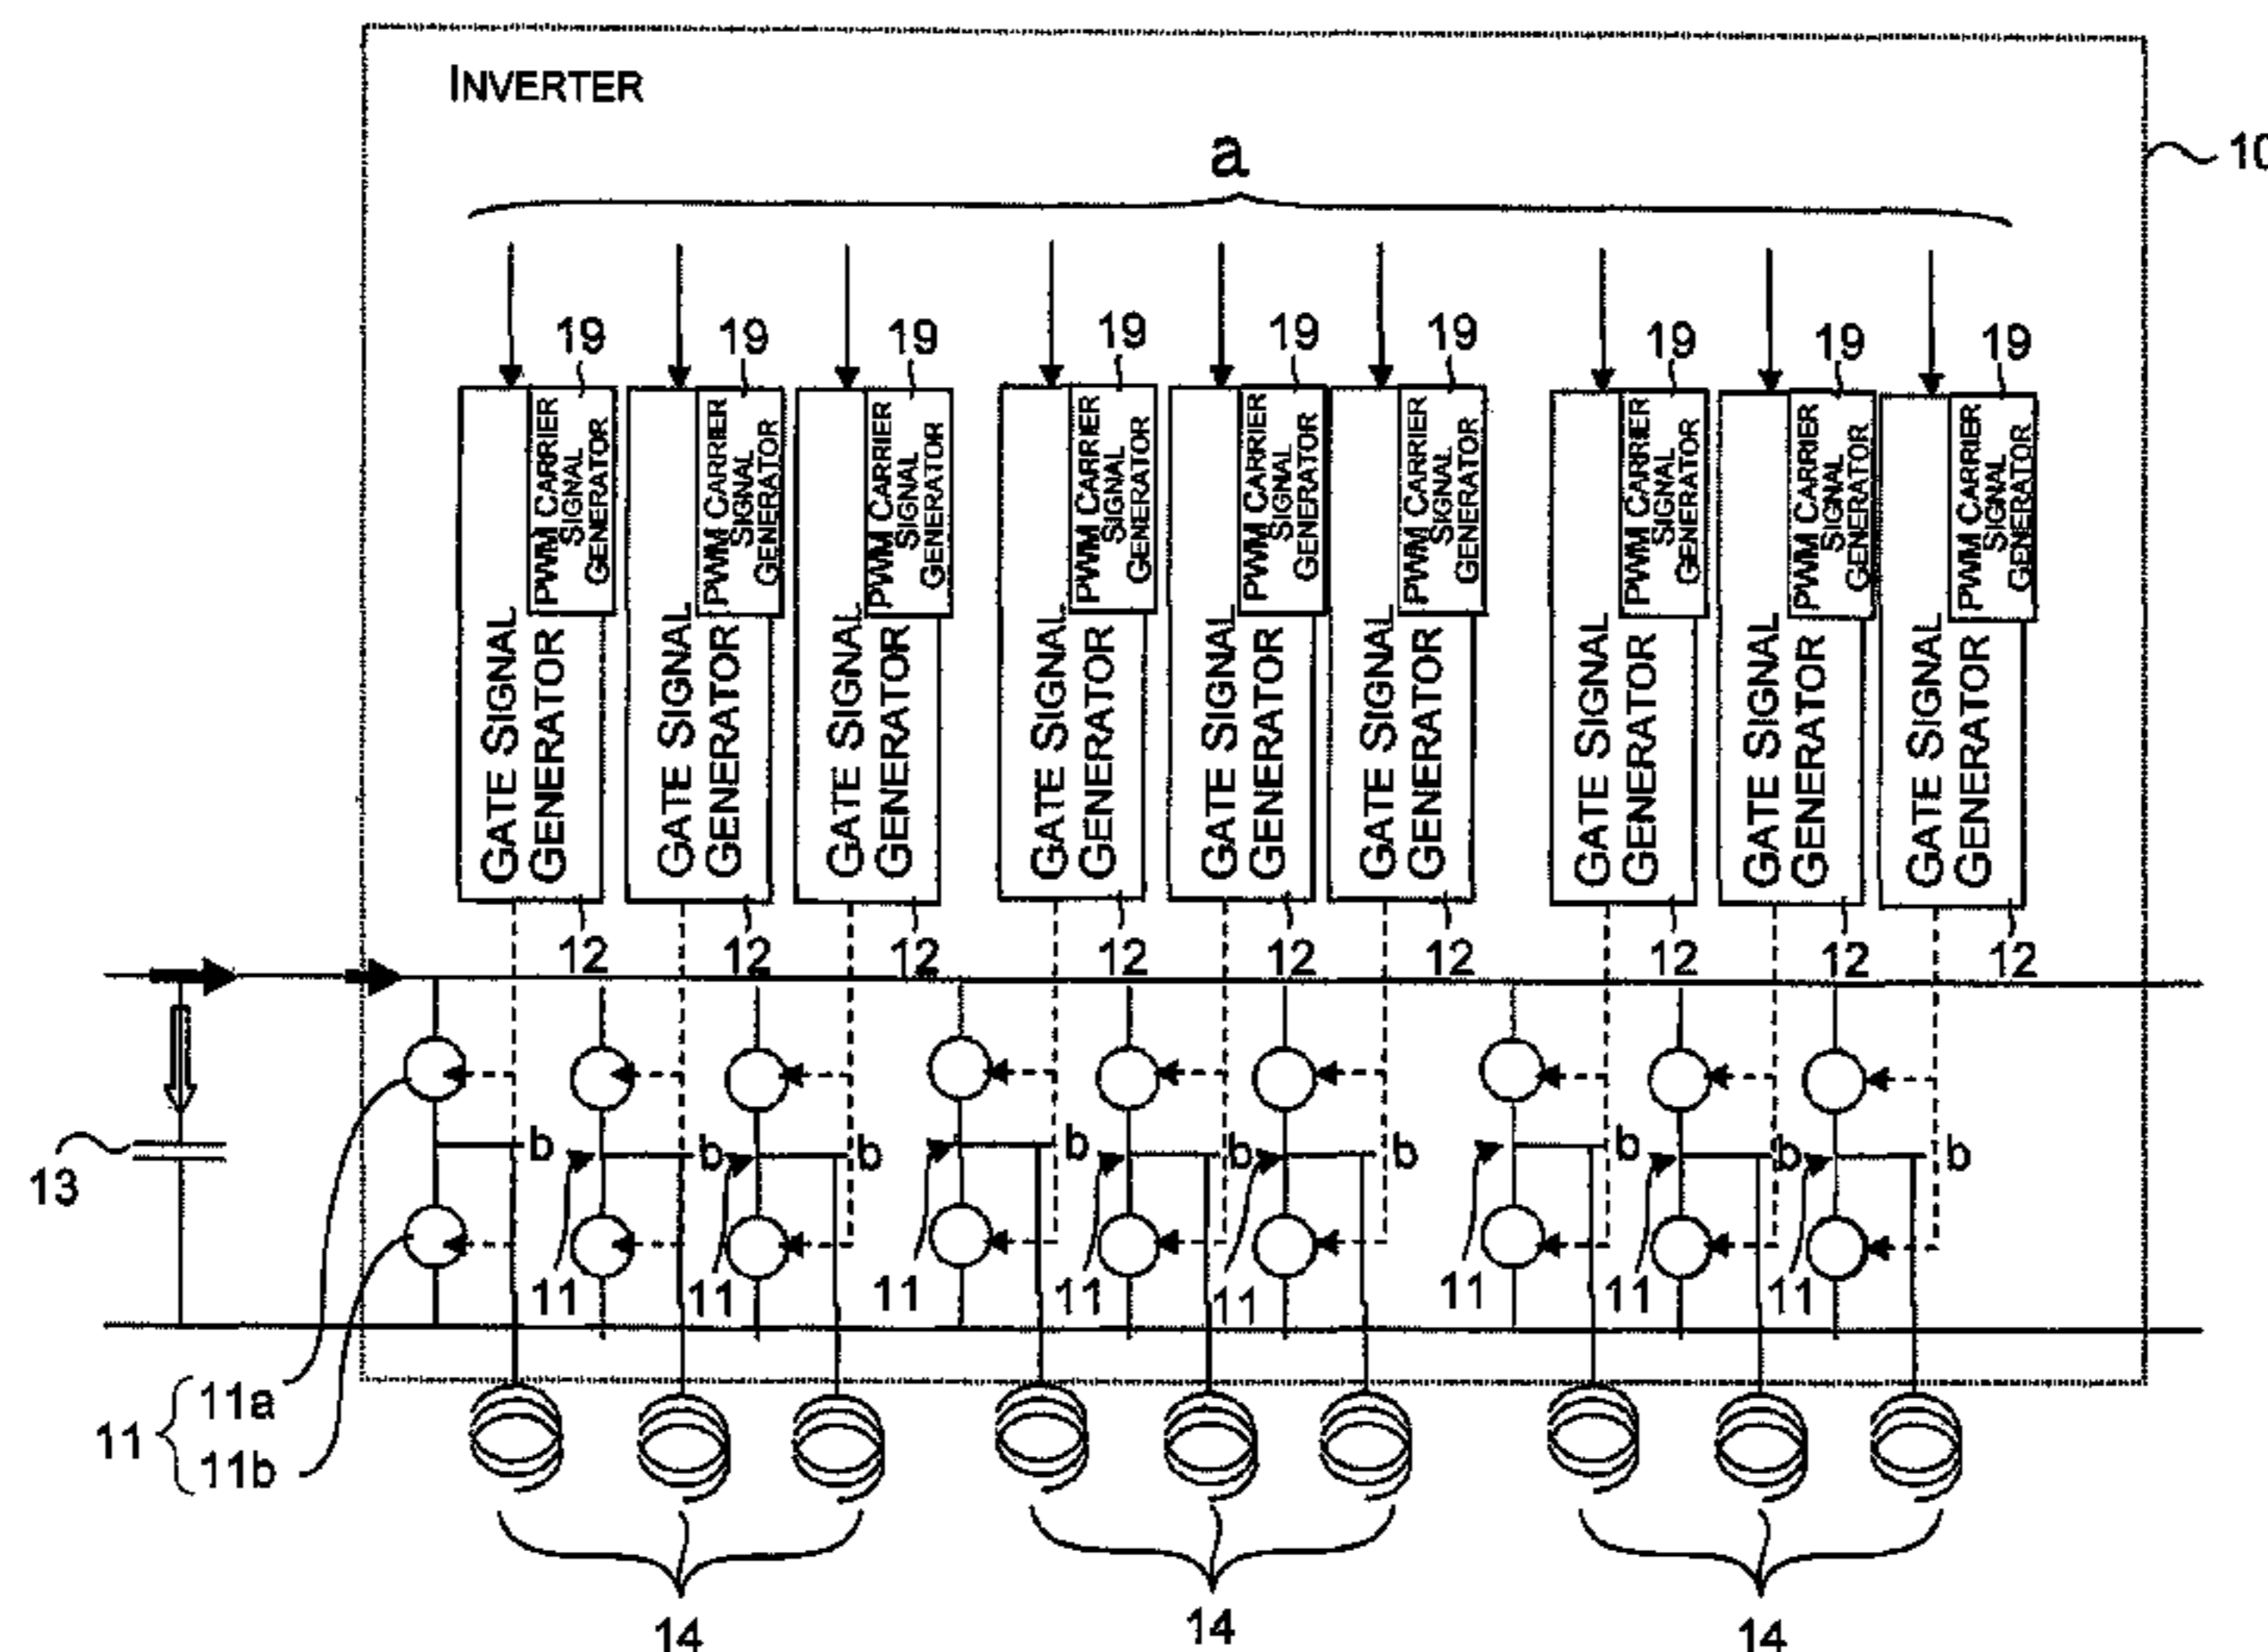 INVERTER
10
a
19 19 19 19 19 19 19 19 19
PWM CARRIER
SIGNAL
GENERATOR
GATE SIGNAL
GENERATOR
PWM CARRIER
SIGNAL
GENERATOR
GATE SIGNAL
GENERATOR
PWM CARRIER
SIGNAL
GENERATOR
GATE SIGNAL
GENERATOR
PWM CARRIER
SIGNAL
GENERATOR
GATE SIGNAL
GENERATOR
PWM CARRIER
SIGNAL
GENERATOR
GATE SIGNAL
GENERATOR
PWM CARRIER
SIGNAL
GENERATOR
GATE SIGNAL
GENERATOR
PWM CARRIER
SIGNAL
GENERATOR
GATE SIGNAL
GENERATOR
PWM CARRIER
SIGNAL
GENERATOR
GATE SIGNAL
GENERATOR
PWM CARRIER
SIGNAL
GENERATOR
GATE SIGNAL
GENERATOR
12 12 12 12 12 12 12 12 12
b b b b b b b b b
13
11 11 11 11 11 11 11 11
11 11a
11b
14 14 14